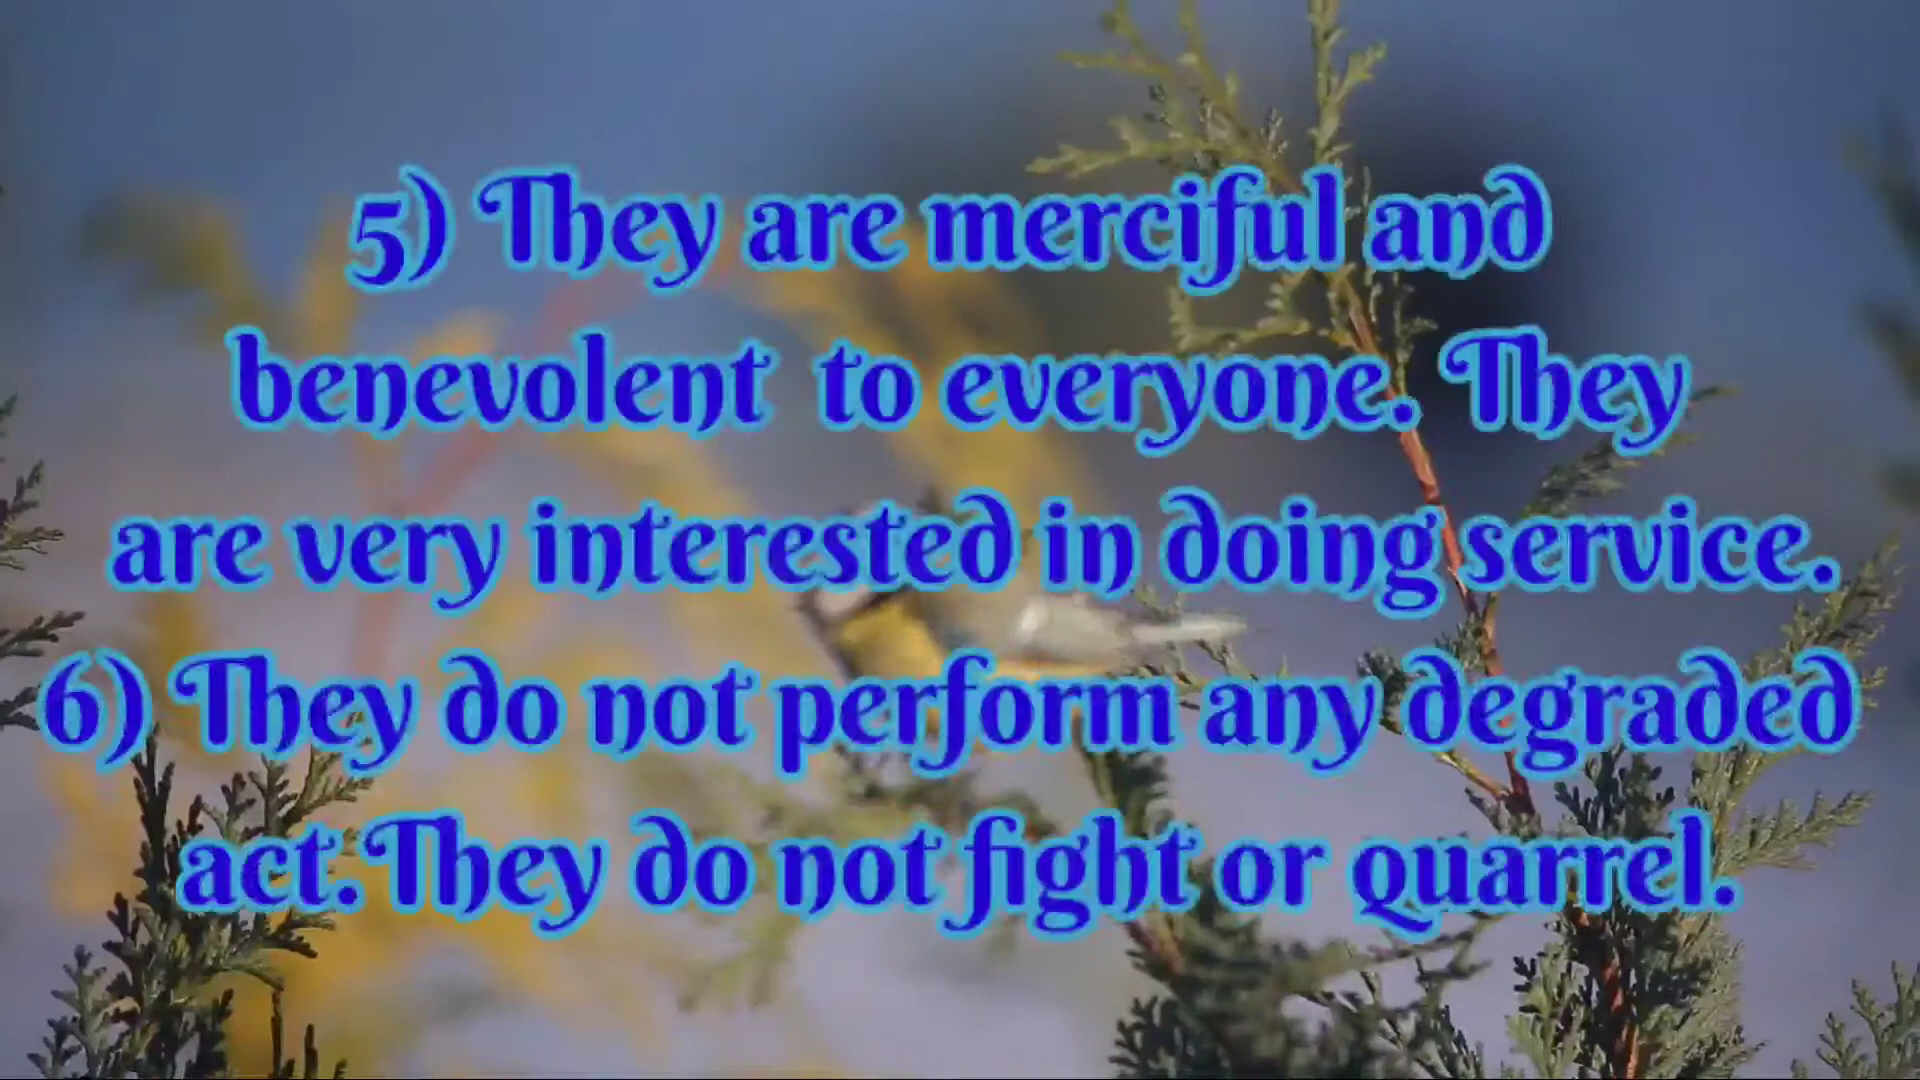 5) They are merciful and
benevolent  to everyone. They
are very interested in doing service.
6) They do not perform any degraded
act.They do not fight or quarrel.